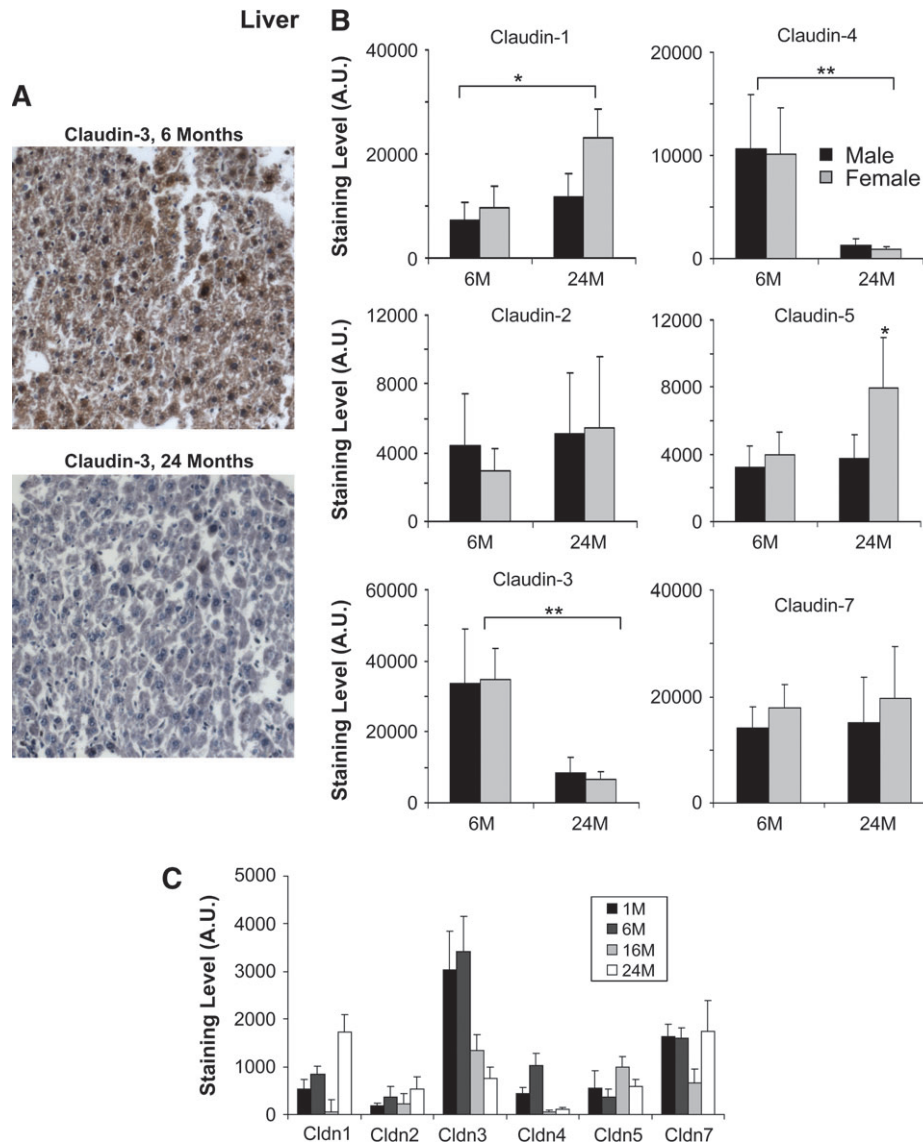 Liver
A
Claudin-3, 6 Months
Claudin-3, 24 Months
B
Claudin-1
Staining Level (A.U.)
40000
20000
0
*
6M
24M
Claudin-4
20000
10000
0
**
Male
Female
6M
24M
Claudin-2
Staining Level (A.U.)
12000
8000
4000
0
6M
24M
Claudin-5
12000
8000
4000
0
*
6M
24M
Claudin-3
Staining Level (A.U.)
60000
40000
20000
0
**
6M
24M
Claudin-7
40000
20000
0
6M
24M
C
Staining Level (A.U.)
5000
4000
3000
2000
1000
0
1M
6M
16M
24M
Cldn1 Cldn2 Cldn3 Cldn4 Cldn5 Cldn7